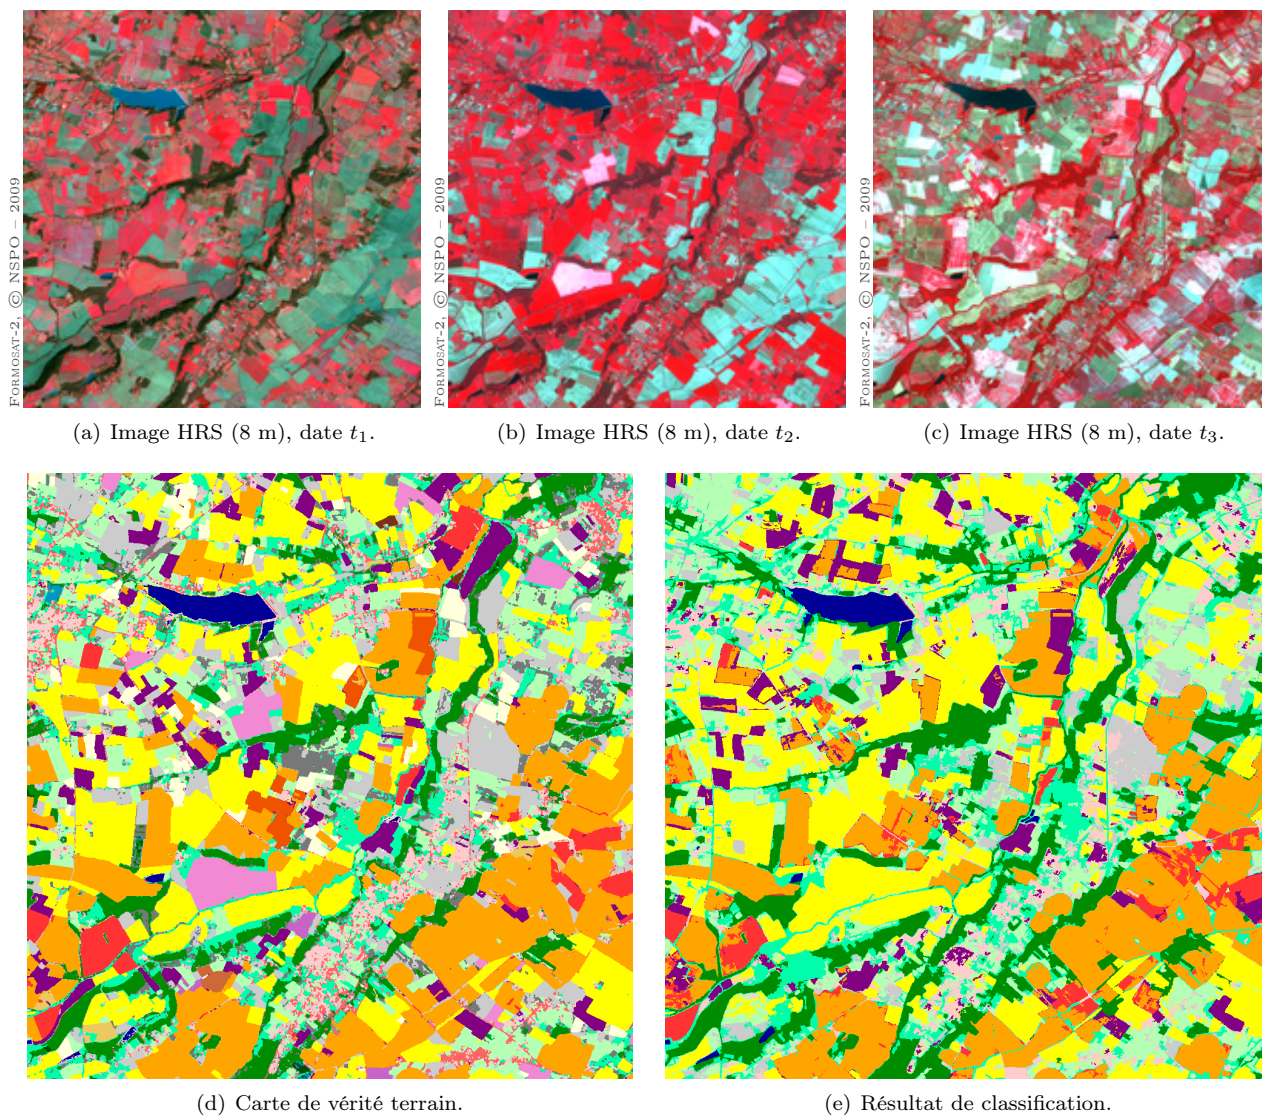 FORMOSAT-2, © NSPO – 2009
FORMOSAT-2, © NSPO – 2009
FORMOSAT-2, © NSPO – 2009
(a) Image HRS (8 m), date t₁.
(b) Image HRS (8 m), date t₂.
(c) Image HRS (8 m), date t₃.
(d) Carte de vérité terrain.
(e) Résultat de classification.